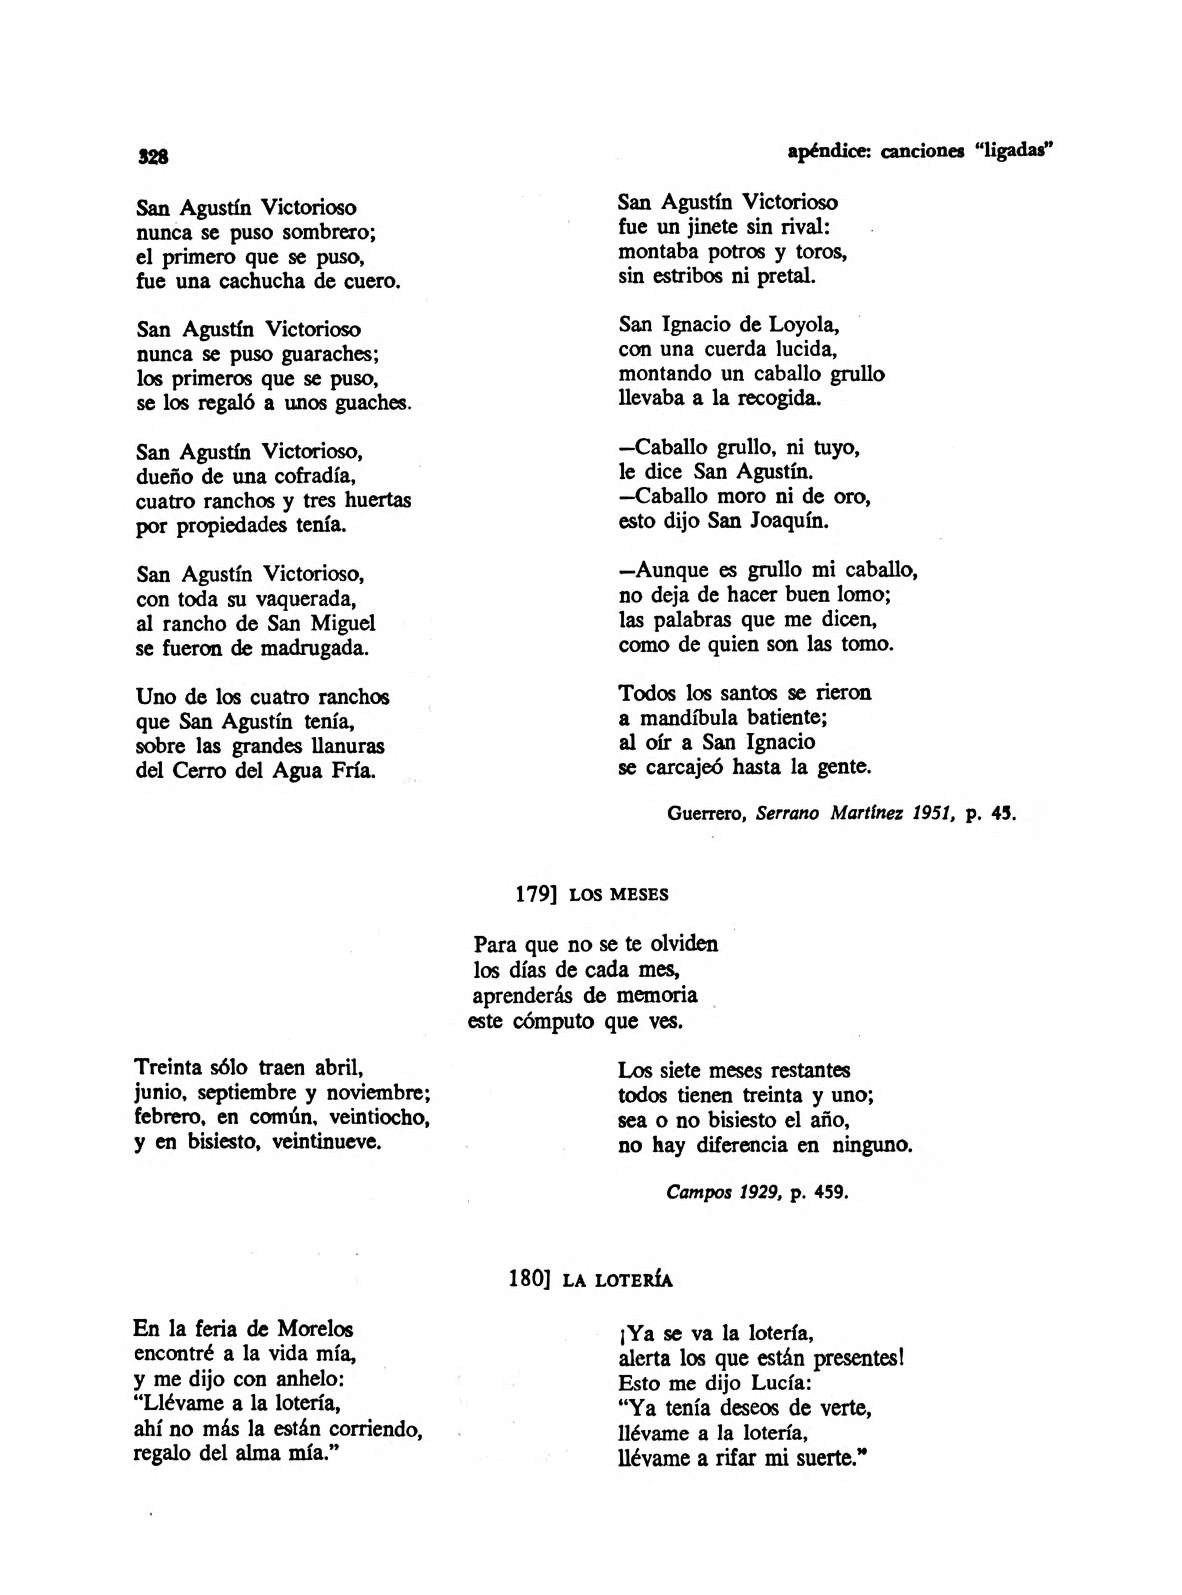 328
apéndice: canciones “ligadas”
San Agustín Victorioso
nunca se puso sombrero;
el primero que se puso,
fue una cachucha de cuero.
San Agustín Victorioso
nunca se puso guaraches;
los primeros que se puso,
se los regaló a unos guaches.
San Agustín Victorioso,
dueño de una cofradía,
cuatro ranchos y tres huertas
por propiedades tenía.
San Agustín Victorioso,
con toda su vaquerada,
al rancho de San Miguel
se fueron de madrugada.
Uno de los cuatro ranchos
que San Agustín tenía,
sobre las grandes llanuras
del Cerro del Agua Fría.
San Agustín Victorioso
fue un jinete sin rival:
montaba potros y toros,
sin estribos ni pretal.
San Ignacio de Loyola,
con una cuerda lucida,
montando un caballo grullo
llevaba a la recogida.
—Caballo grullo, ni tuyo,
le dice San Agustín.
—Caballo moro ni de oro,
esto dijo San Joaquín.
—Aunque es grullo mi caballo,
no deja de hacer buen lomo;
las palabras que me dicen,
como de quien son las tomo.
Todos los santos se rieron
a mandíbula batiente;
al oír a San Ignacio
se carcajeó hasta la gente.
Guerrero, Serrano Martínez 1951, p. 45.
179] LOS MESES
Para que no se te olviden
los días de cada mes,
aprenderás de memoria
este cómputo que ves.
Treinta sólo traen abril,
junio, septiembre y noviembre;
febrero, en común, veintiocho,
y en bisiesto, veintinueve.
Los siete meses restantes
todos tienen treinta y uno;
sea o no bisiesto el año,
no hay diferencia en ninguno.
Campos 1929, p. 459.
180] LA LOTERÍA
En la feria de Morelos
encontré a la vida mía,
y me dijo con anhelo:
“Llévame a la lotería,
ahí no más la están corriendo,
regalo del alma mía.”
¡Ya se va la lotería,
alerta los que están presentes!
Esto me dijo Lucía:
“Ya tenía deseos de verte,
llévame a la lotería,
llévame a rifar mi suerte.”